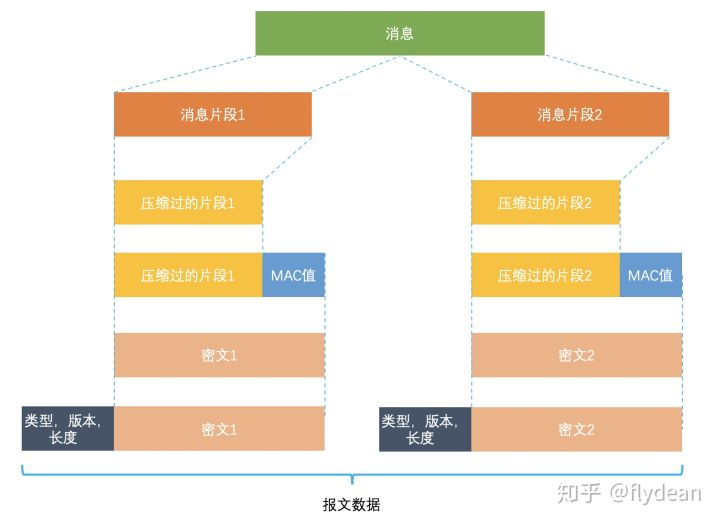 消息
消息片段1
消息片段2
压缩过的片段1
压缩过的片段2
压缩过的片段1
MAC值
压缩过的片段2
MAC值
密文1
密文2
类型，版本，
长度
密文1
类型，版本，
长度
密文2
报文数据
知乎 @flydean